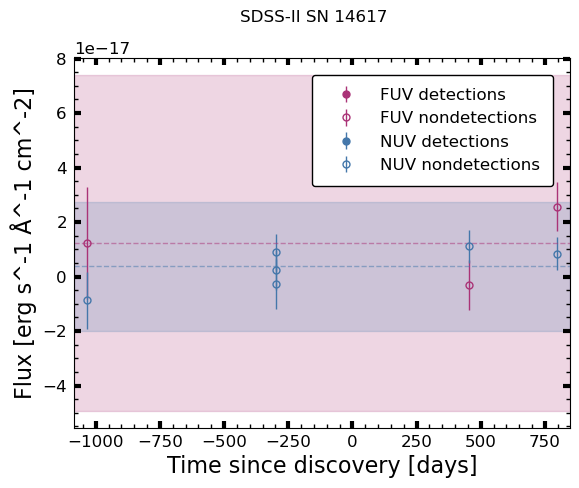 SDSS-II SN 14617
1e−17
8
6
4
2
0
−2
−4
Flux [erg s^-1 Å^-1 cm^-2]
FUV detections
FUV nondetections
NUV detections
NUV nondetections
−1000 −750 −500 −250 0 250 500 750
Time since discovery [days]